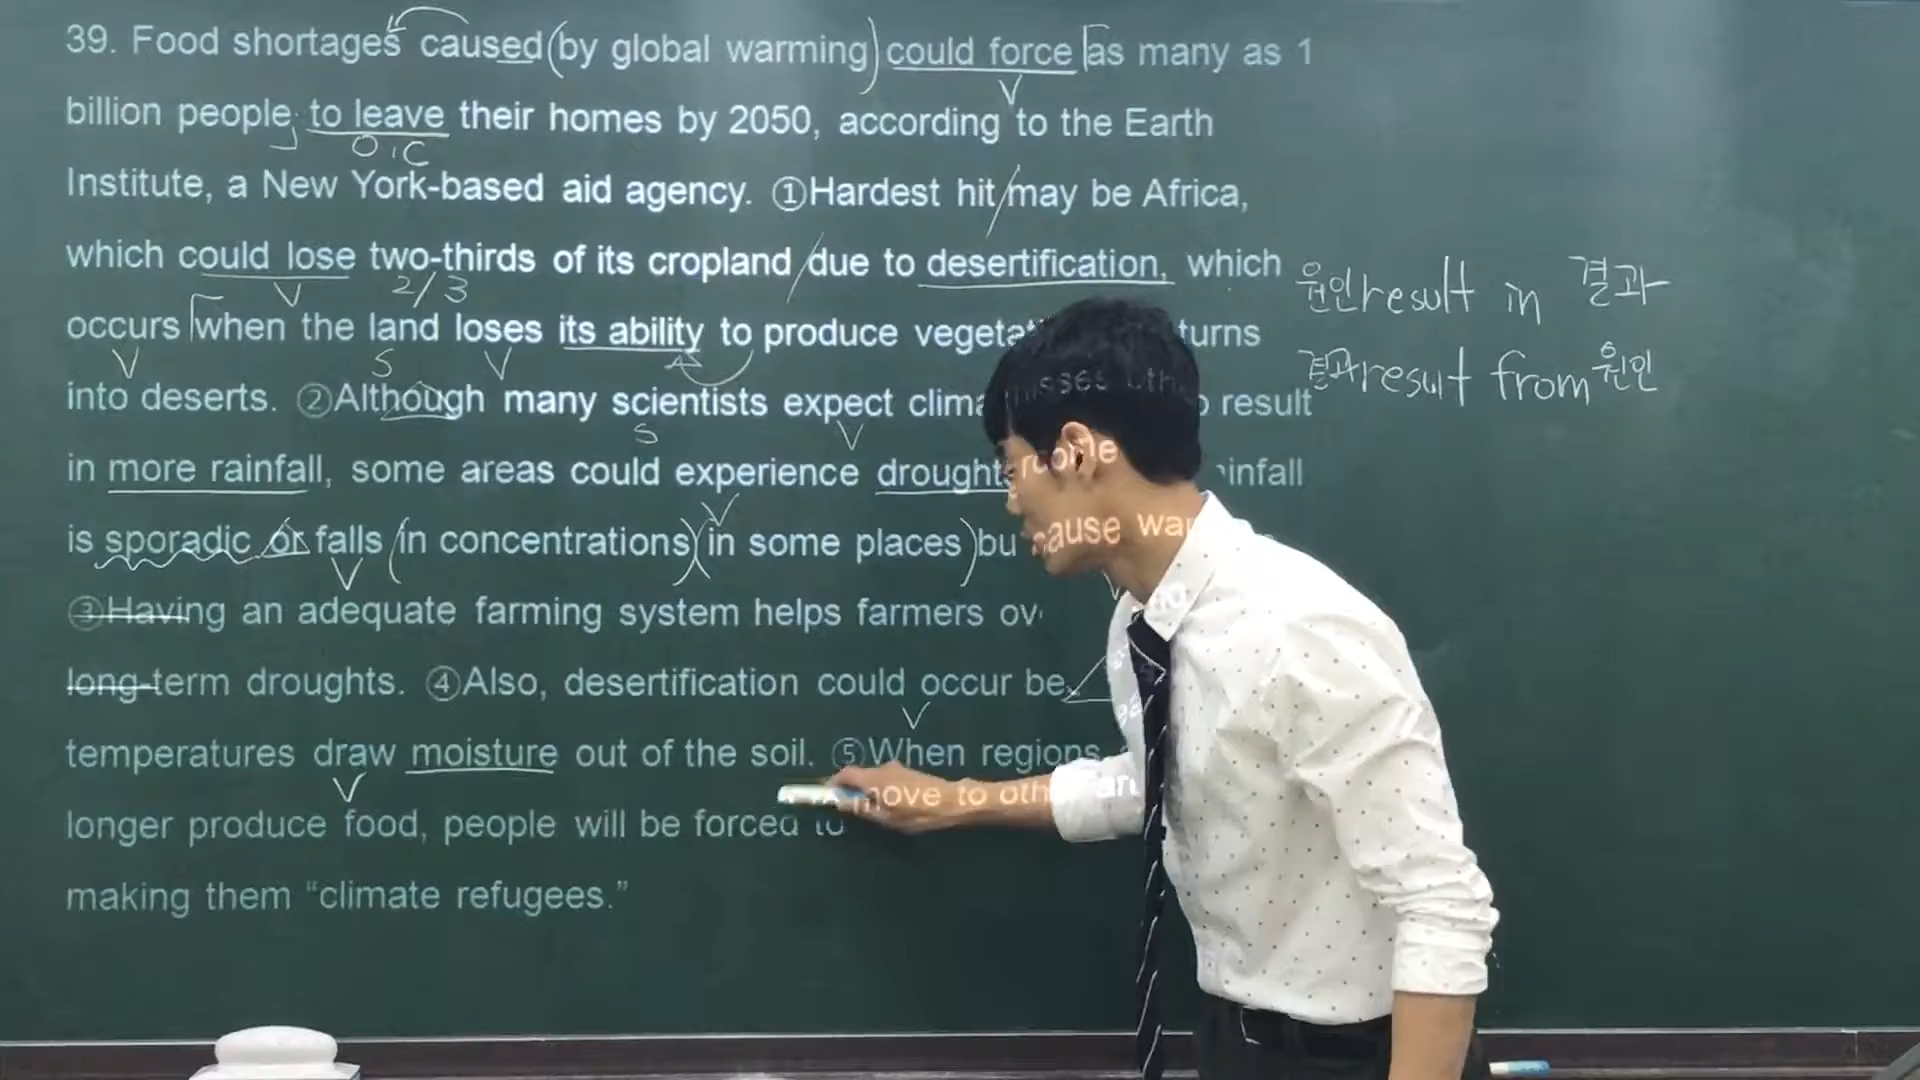 39. Food shortages caused (by global warming) could force as many as 1
V
billion people to leave their homes by 2050, according to the Earth
O.C
Institute, a New York-based aid agency. ①Hardest hit / may be Africa,
which could lose two-thirds of its cropland / due to desertification, which
V 2/3
원인 result in 결과
occurs when the land loses its ability to produce vegetat turns
V S V
결과 result from 원인
into deserts. ②Although many scientists expect clima result
S V
in more rainfall, some areas could experience drought infall
V
is sporadic or falls (in concentrations) (in some places) bu cause wa
V
③Having an adequate farming system helps farmers ov
long-term droughts. ④Also, desertification could occur be
V
temperatures draw moisture out of the soil. ⑤When regions
V
longer produce food, people will be forced to move to oth
making them “climate refugees.”